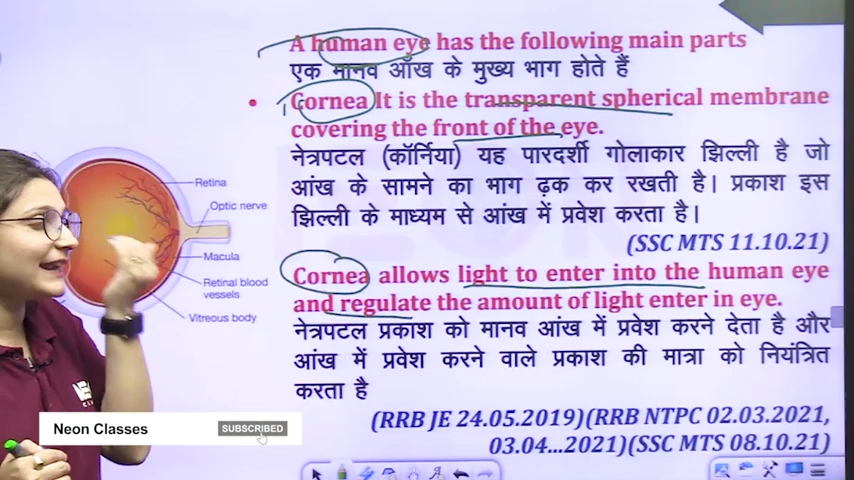 A human eye has the following main parts
एक मानव आँख के मुख्य भाग होते हैं
• Cornea It is the transparent spherical membrane
covering the front of the eye.
नेत्रपटल (कॉर्निया) यह पारदर्शी गोलाकार झिल्ली है जो
आंख के सामने का भाग ढ़क कर रखती है। प्रकाश इस
झिल्ली के माध्यम से आंख में प्रवेश करता है।
(SSC MTS 11.10.21)
Cornea allows light to enter into the human eye
and regulate the amount of light enter in eye.
नेत्रपटल प्रकाश को मानव आंख में प्रवेश करने देता है और
आंख में प्रवेश करने वाले प्रकाश की मात्रा को नियंत्रित
करता है
(RRB JE 24.05.2019)(RRB NTPC 02.03.2021,
03.04...2021)(SSC MTS 08.10.21)
Retina
Optic nerve
Macula
Retinal blood
vessels
Vitreous body
Neon Classes
SUBSCRIBED